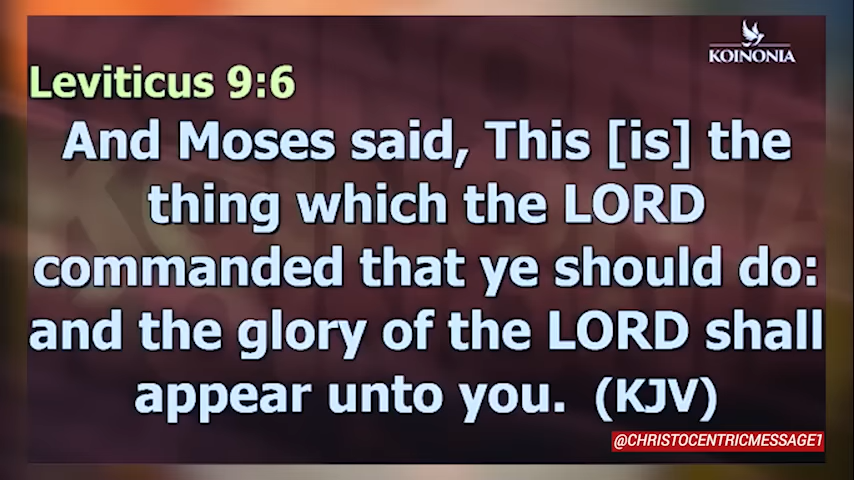 KOINONIA
Leviticus 9:6
And Moses said, This [is] the
thing which the LORD
commanded that ye should do:
and the glory of the LORD shall
appear unto you. (KJV)
@CHRISTOCENTRICMESSAGE1